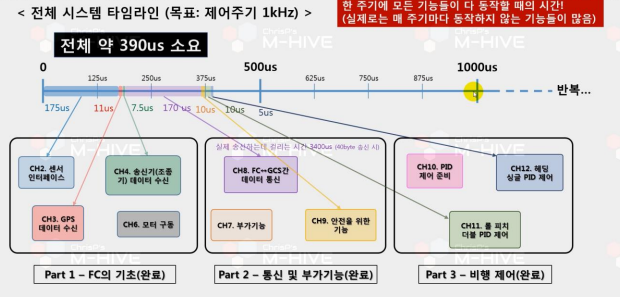 < 전체 시스템 타임라인 (목표: 제어주기 1kHz) >
한 주기에 모든 기능들이 다 동작할 때의 시간!
(실제로는 매 주기마다 동작하지 않는 기능들이 많음)
전체 약 390us 소요
M-HIVE
M-HIVE
0
500us
1000us
125us
250us
375us
625us
750us
875us
반복...
175us
11us
7.5us
170 us
10us
10us
5us
실제 송신하는데 걸리는 시간 3400us (40byte 송신 시)
CH2. 센서
인터페이스
CH4. 송신기(조종
기) 데이터 수신
CH3. GPS
데이터 수신
CH6. 모터 구동
CH8. FC↔GCS간
데이터 통신
CH7. 부가기능
CH9. 안전을 위한
기능
CH10. PID
제어 준비
CH12. 헤딩
싱글 PID 제어
CH11. 롤 피치
더블 PID 제어
Part 1 – FC의 기초(완료)
Part 2 – 통신 및 부가기능(완료)
Part 3 – 비행 제어(완료)